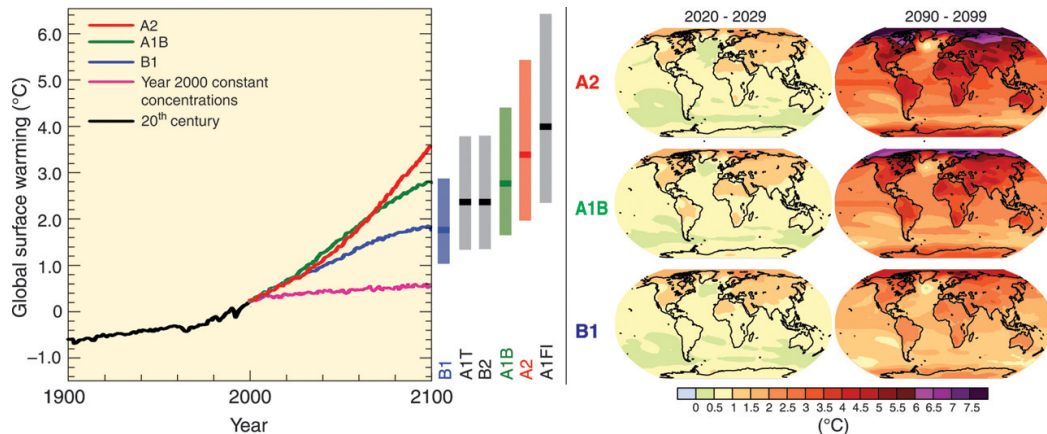 6.0
5.0
4.0
3.0
2.0
1.0
0
–1.0
Global surface warming (°C)
A2
A1B
B1
Year 2000 constant
concentrations
20th century
1900
2000
2100
Year
B1
A1T
B2
A1B
A2
A1FI
2020 - 2029
2090 - 2099
A2
A1B
B1
0 0.5 1 1.5 2 2.5 3 3.5 4 4.5 5 5.5 6 6.5 7 7.5
(°C)